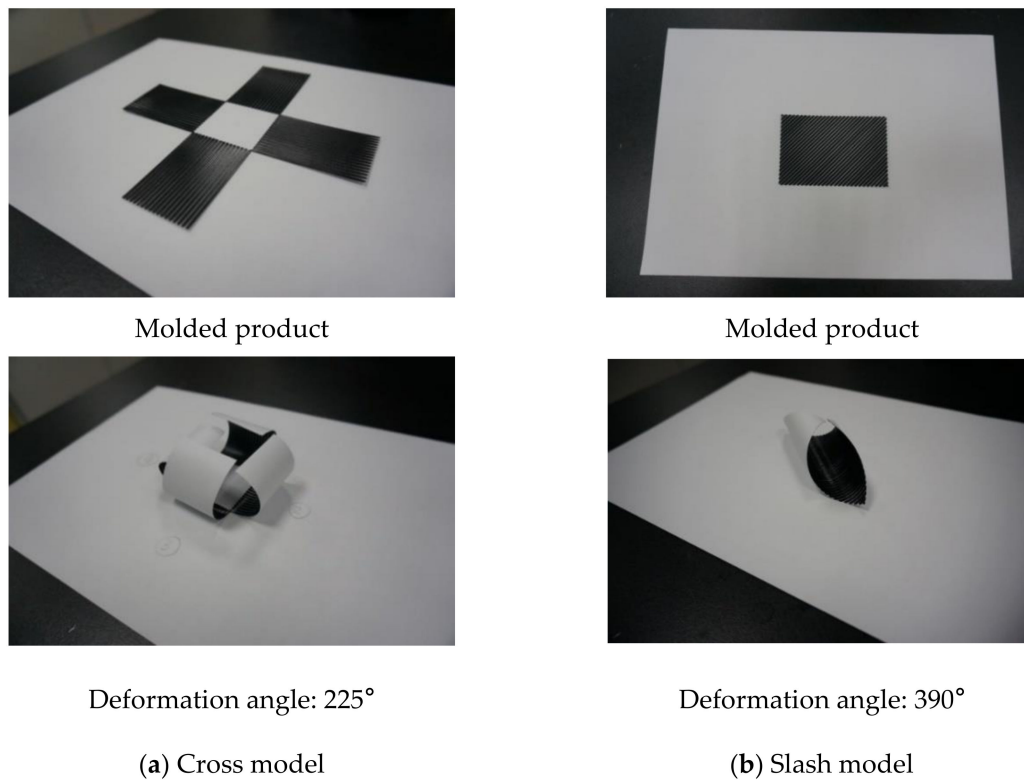 Molded product
Molded product
Deformation angle: 225°
Deformation angle: 390°
(a) Cross model
(b) Slash model